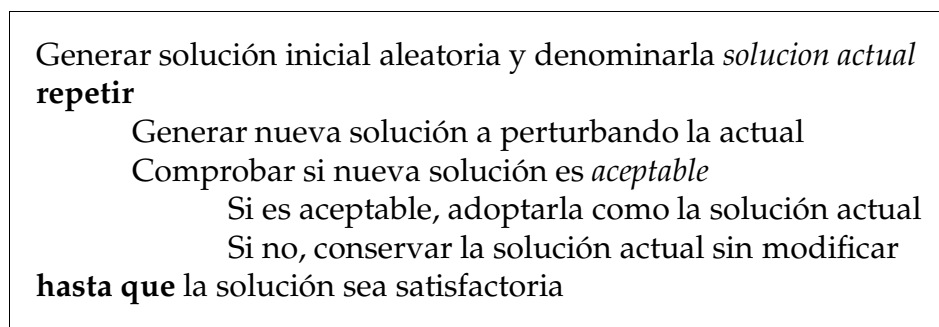 Generar solución inicial aleatoria y denominarla solucion actual
repetir
Generar nueva solución a perturbando la actual
Comprobar si nueva solución es aceptable
Si es aceptable, adoptarla como la solución actual
Si no, conservar la solución actual sin modificar
hasta que la solución sea satisfactoria